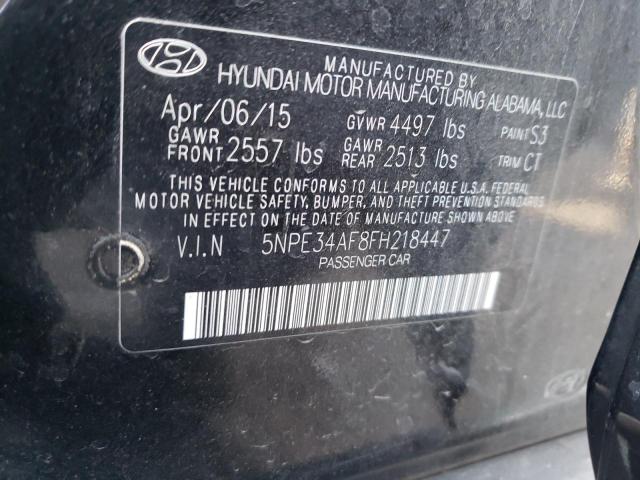 MANUFACTURED BY
HYUNDAI MOTOR MANUFACTURING ALABAMA, LLC
Apr/06/15 GVWR 4497 lbs PAINT S3
GAWR FRONT 2557 lbs GAWR REAR 2513 lbs TRIM CT
THIS VEHICLE CONFORMS TO ALL APPLICABLE U.S.A. FEDERAL
MOTOR VEHICLE SAFETY, BUMPER, AND THEFT PREVENTION STANDARDS
IN EFFECT ON THE DATE OF MANUFACTURE SHOWN ABOVE.
V.I.N 5NPE34AF8FH218447
PASSENGER CAR